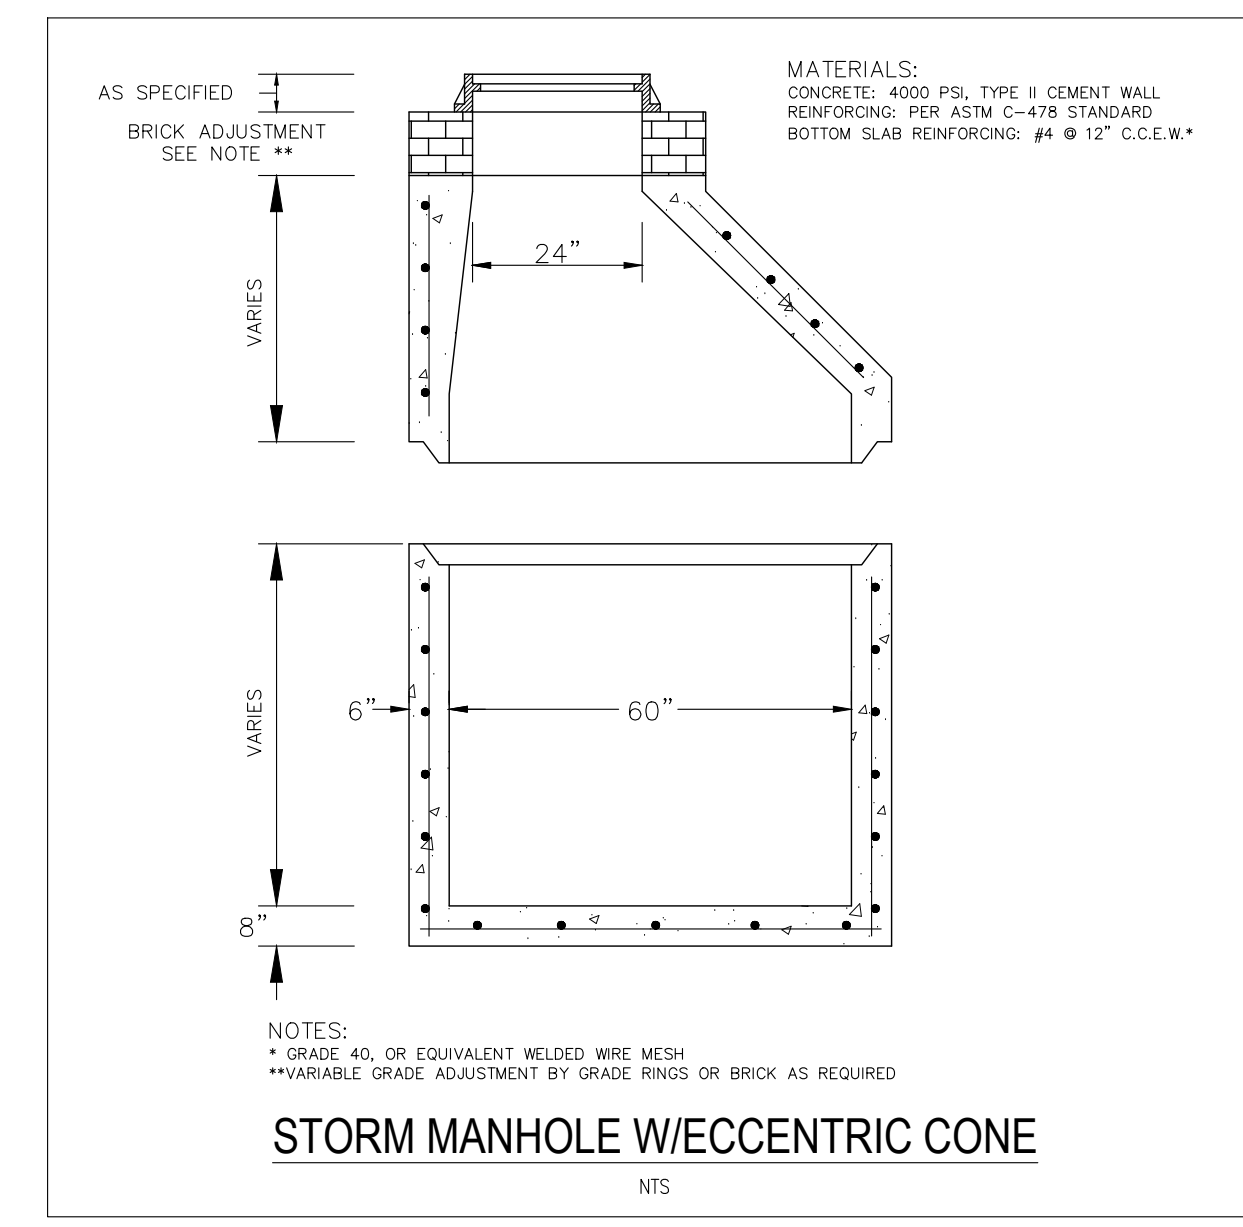 MATERIALS:
CONCRETE: 4000 PSI, TYPE II CEMENT WALL
REINFORCING: PER ASTM C-478 STANDARD
BOTTOM SLAB REINFORCING: #4 @ 12" C.C.E.W.*
AS SPECIFIED
BRICK ADJUSTMENT
SEE NOTE **
24"
VARIES
VARIES
6"
60"
8"
NOTES:
* GRADE 40, OR EQUIVALENT WELDED WIRE MESH
**VARIABLE GRADE ADJUSTMENT BY GRADE RINGS OR BRICK AS REQUIRED
STORM MANHOLE W/ECCENTRIC CONE
NTS